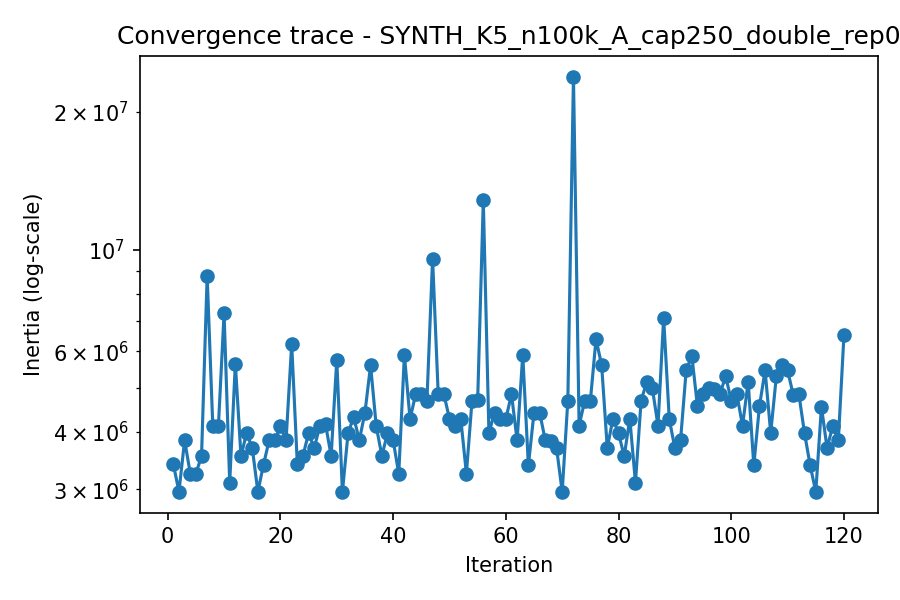 Convergence trace - SYNTH_K5_n100k_A_cap250_double_rep0
Inertia (log-scale)
2 × 10⁷
10⁷
6 × 10⁶
4 × 10⁶
3 × 10⁶
0 20 40 60 80 100 120
Iteration